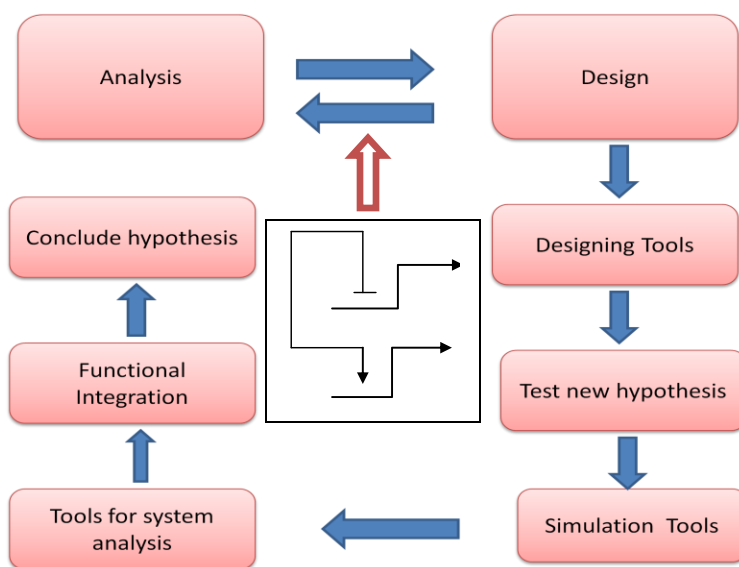 Analysis
Design
Conclude hypothesis
Designing Tools
Functional
Integration
Test new hypothesis
Tools for system
analysis
Simulation Tools